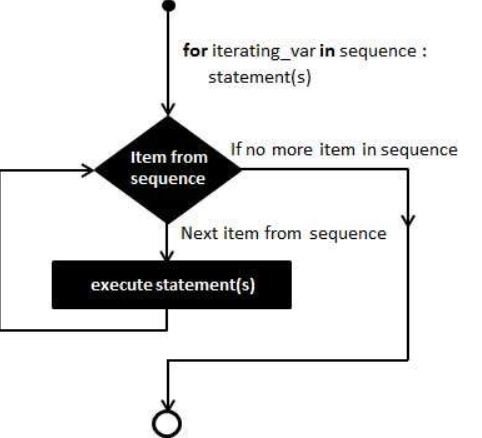 for iterating_var in sequence :
statement(s)
If no more item in sequence
Item from
sequence
Next item from sequence
execute statement(s)